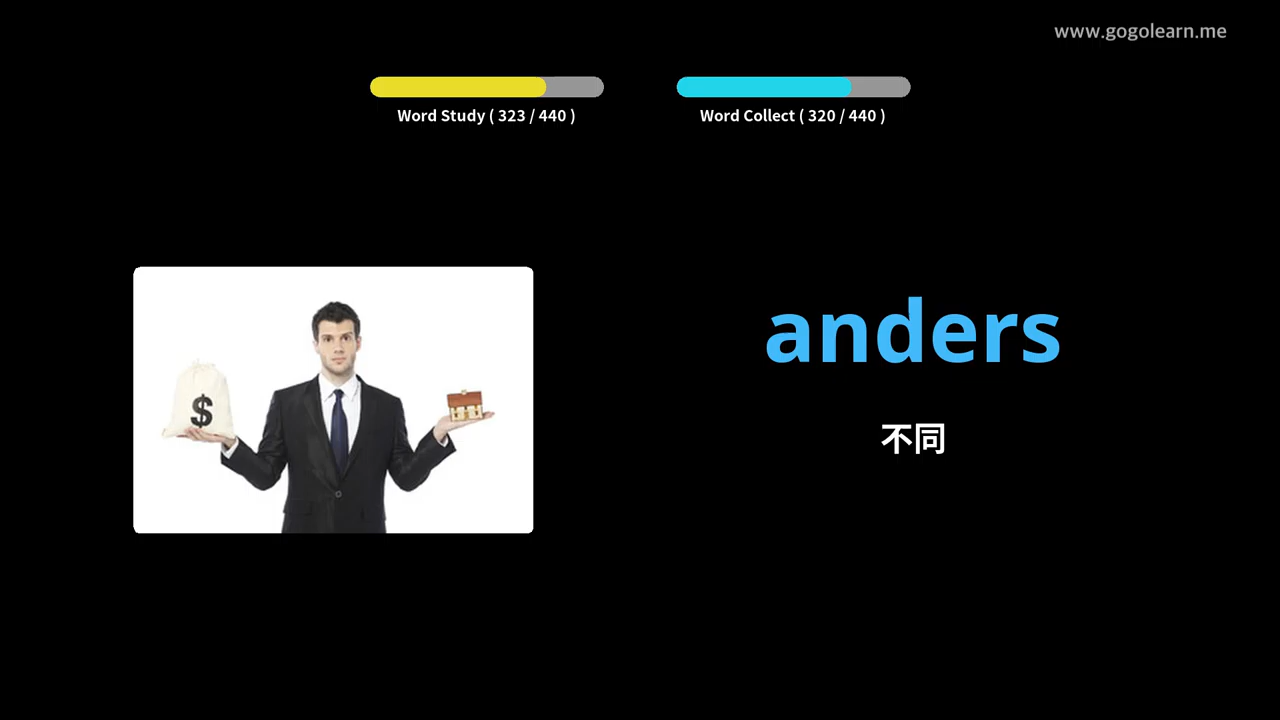 www.gogolearn.me
Word Study ( 323 / 440 )
Word Collect ( 320 / 440 )
$
anders
不同